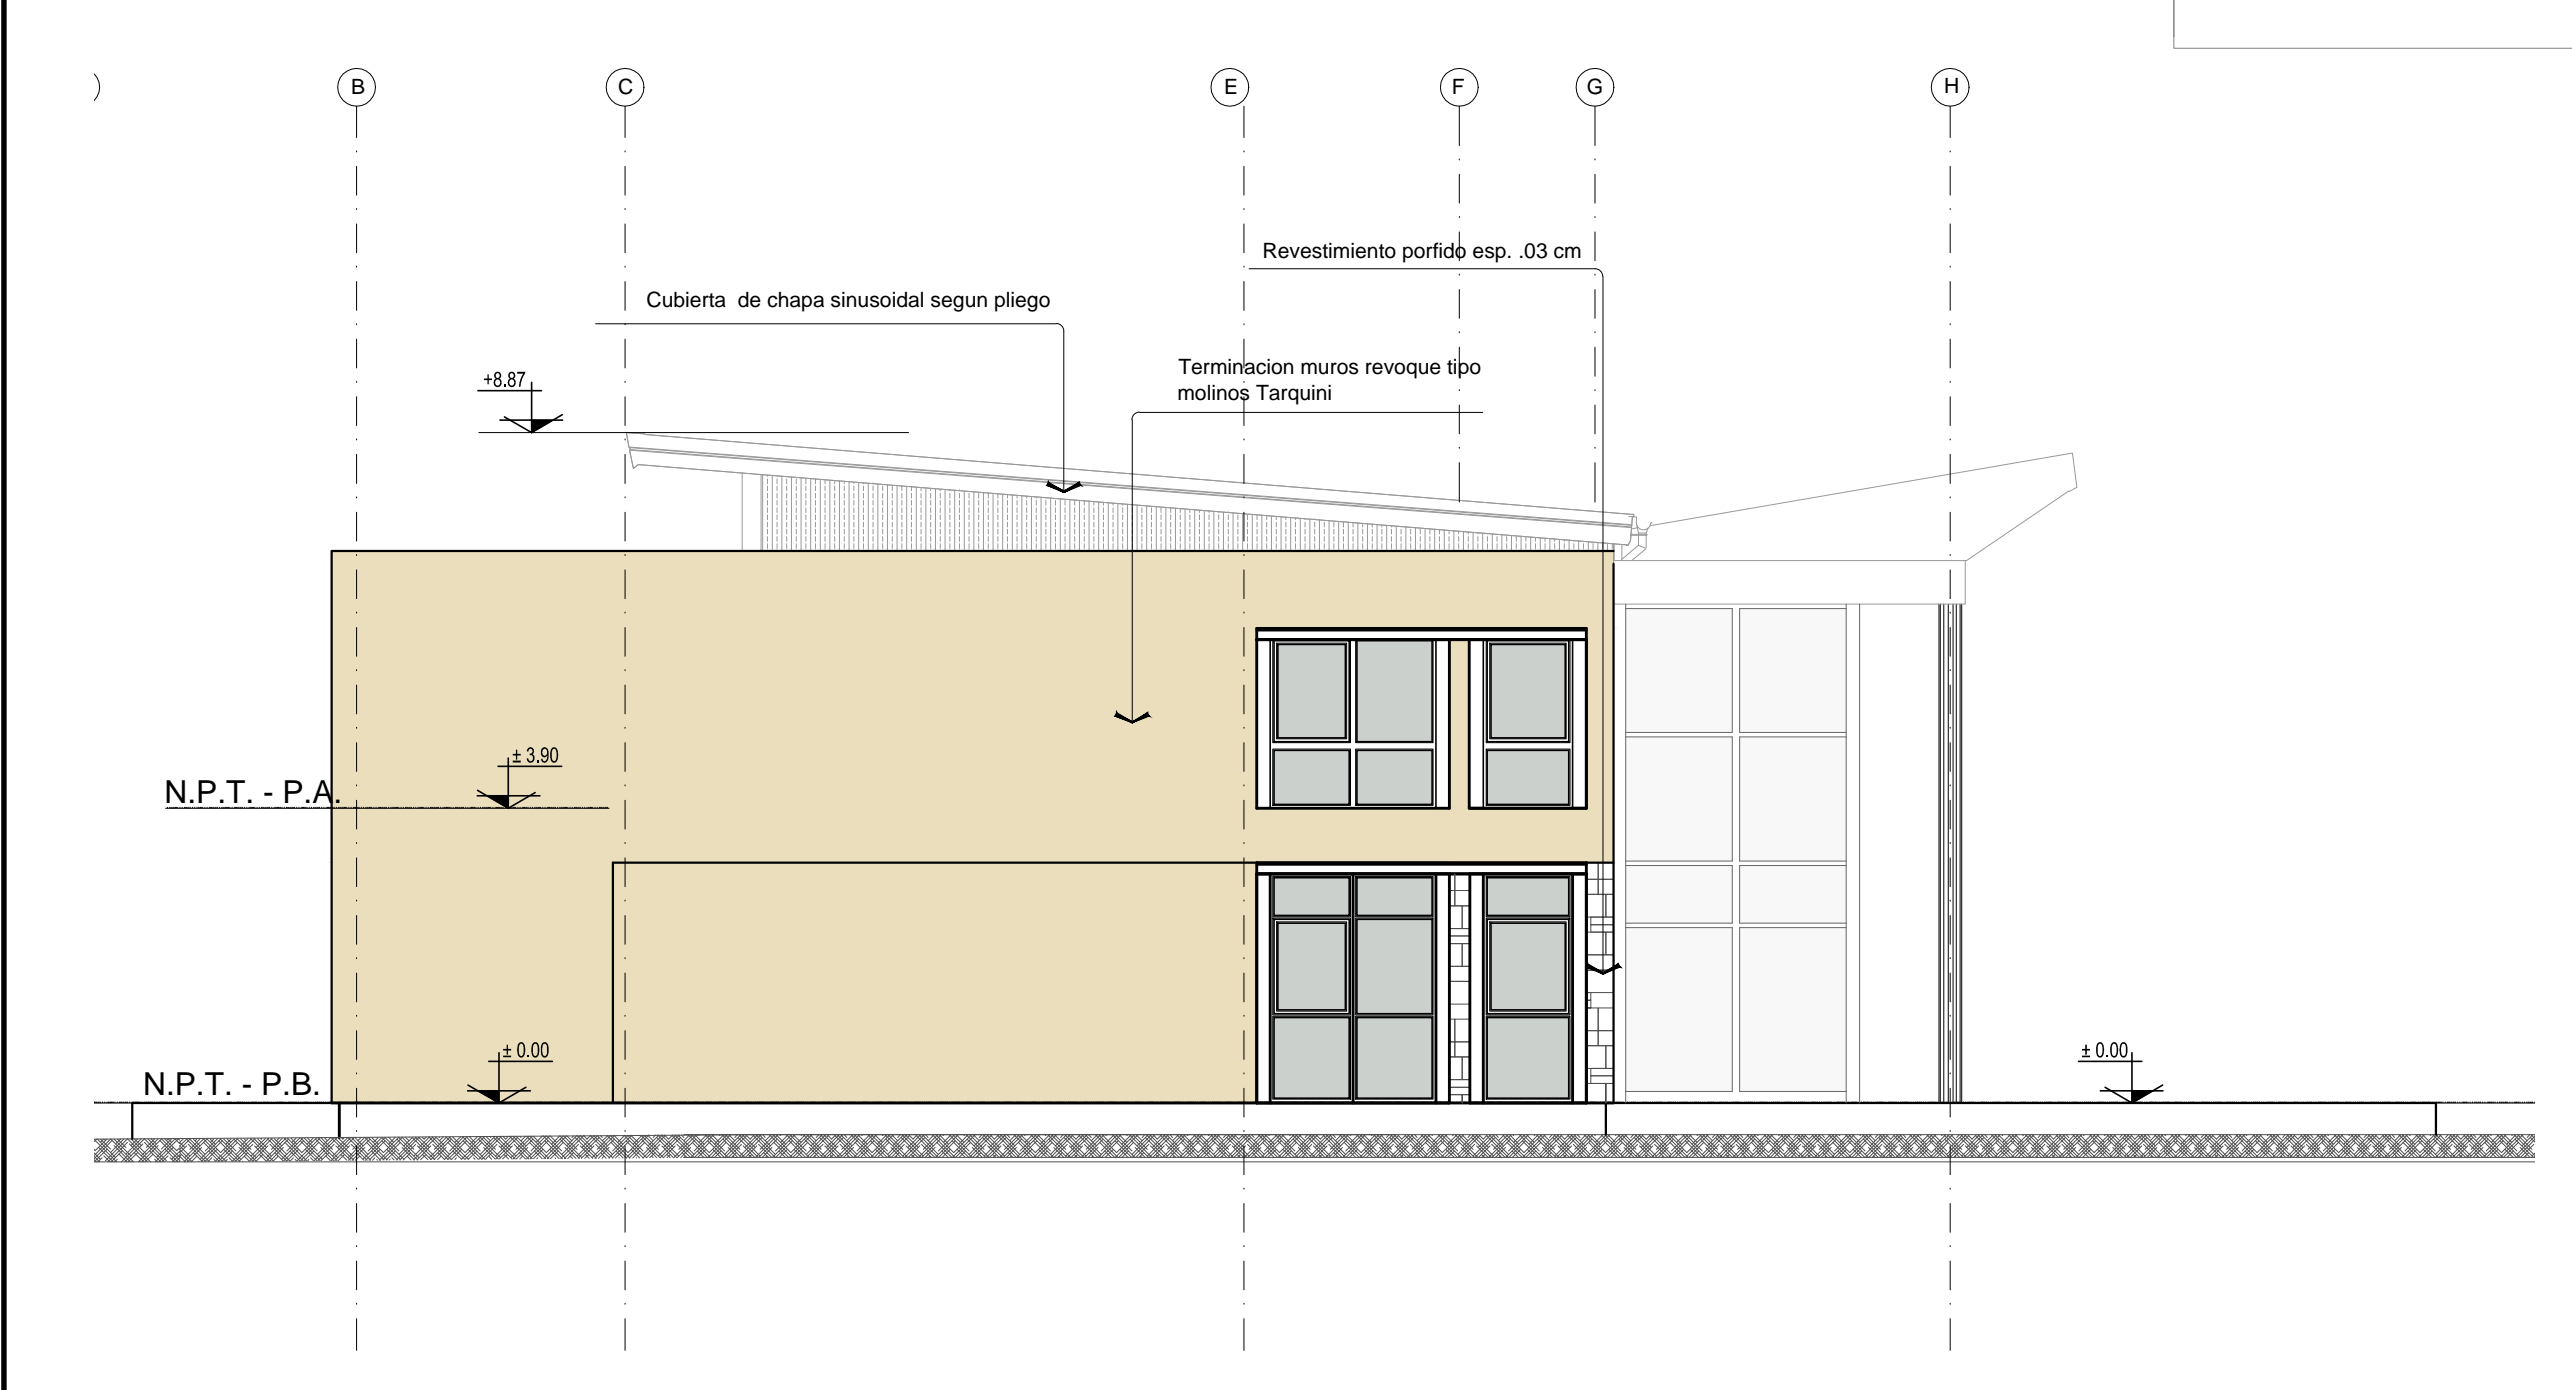 B
C
E
F
G
H
Revestimiento porfido esp. .03 cm
Cubierta de chapa sinusoidal segun pliego
Terminacion muros revoque tipo
molinos Tarquini
+8.87
± 3.90
N.P.T. - P.A.
± 0.00
± 0.00
N.P.T. - P.B.